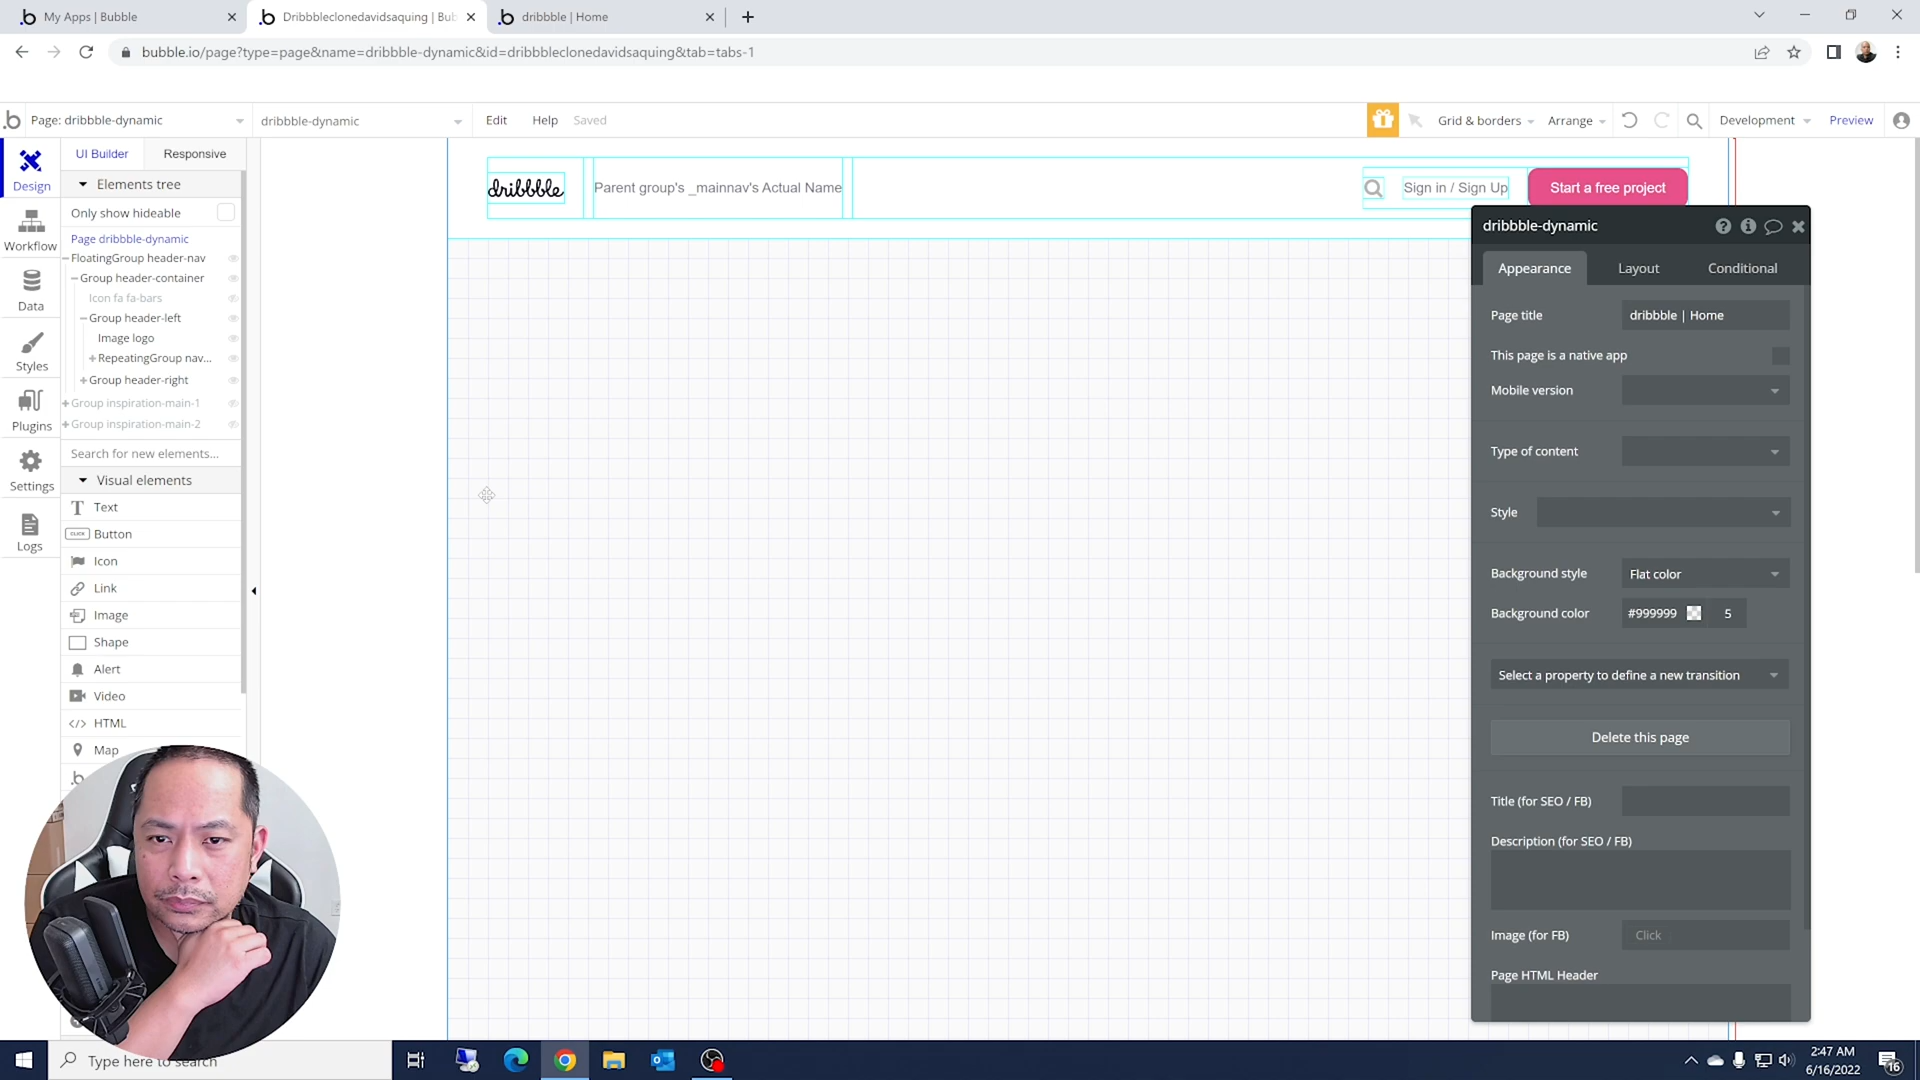 My Apps | Bubble
Dribbbleclonedavidsaquing | Bub
dribbble | Home
bubble.io/page?type=page&name=dribbble-dynamic&id=dribbbleclonedavidsaquing&tab=tabs-1
Page: dribbble-dynamic
dribbble-dynamic
Edit
Help
Saved
Grid & borders
Arrange
Development
Preview
Design
Workflow
Data
Styles
Plugins
Settings
Logs
UI Builder
Responsive
Elements tree
Only show hideable
Page dribbble-dynamic
FloatingGroup header-nav
Group header-container
Icon fa fa-bars
Group header-left
Image logo
RepeatingGroup nav...
Group header-right
Group inspiration-main-1
Group inspiration-main-2
Search for new elements...
Visual elements
Text
Button
CLICK
Icon
Link
Image
Shape
Alert
Video
HTML
Map
dribbble
Parent group's _mainnav's Actual Name
Sign in / Sign Up
Start a free project
dribbble-dynamic
Appearance
Layout
Conditional
Page title
dribbble | Home
This page is a native app
Mobile version
Type of content
Style
Background style
Flat color
Background color
#999999
5
Select a property to define a new transition
Delete this page
Title (for SEO / FB)
Description (for SEO / FB)
Image (for FB)
Click
Page HTML Header
Type here to search
2:47 AM
6/16/2022
16